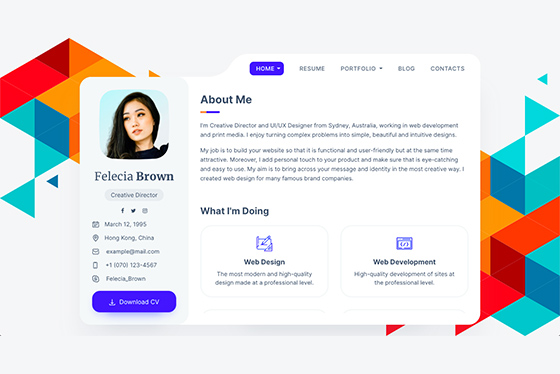 HOME
RESUME
PORTFOLIO
BLOG
CONTACTS
Felecia Brown
Creative Director
March 12, 1995
Hong Kong, China
example@mail.com
+1 (070) 123-4567
Felecia_Brown
Download CV
About Me
I'm Creative Director and UI/UX Designer from Sydney, Australia, working in web development
and print media. I enjoy turning complex problems into simple, beautiful and intuitive designs.
My job is to build your website so that it is functional and user-friendly but at the same time
attractive. Moreover, I add personal touch to your product and make sure that is eye-catching
and easy to use. My aim is to bring across your message and identity in the most creative way. I
created web design for many famous brand companies.
What I'm Doing
Web Design
The most modern and high-quality
design made at a professional level.
Web Development
High-quality development of sites at
the professional level.